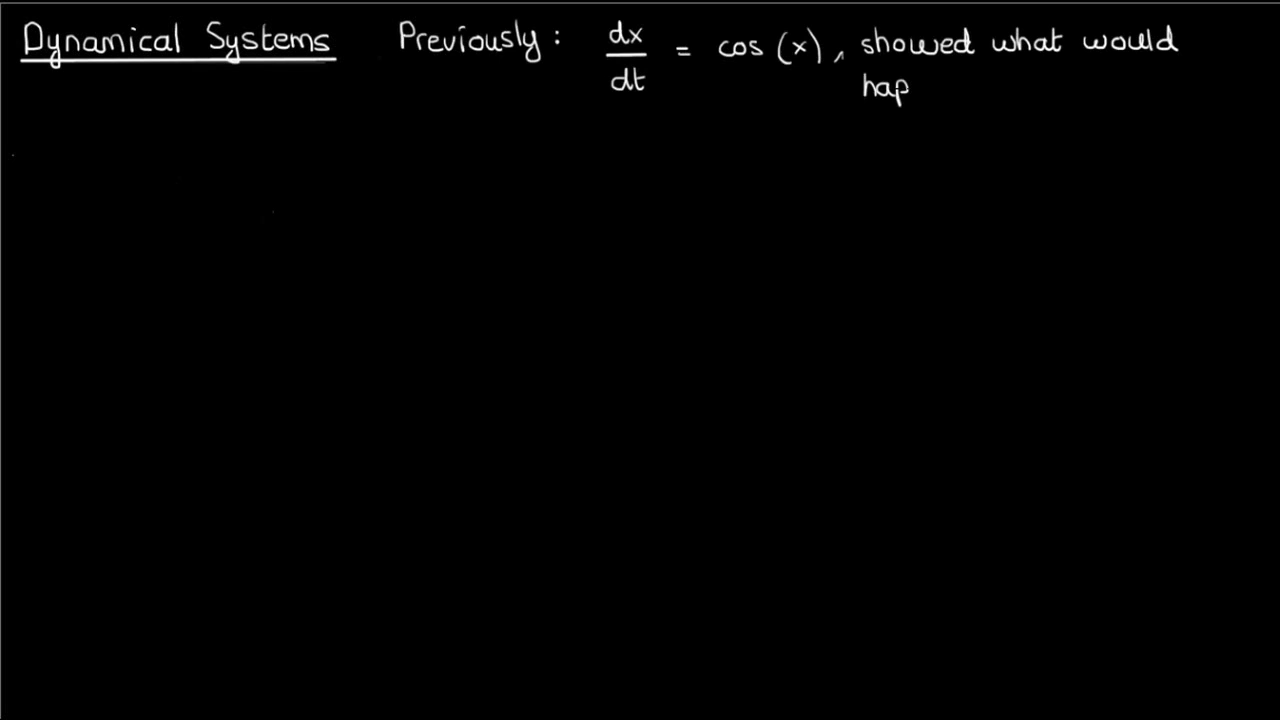 Dynamical Systems Previously: dx/dt = cos (x), showed what would
hap